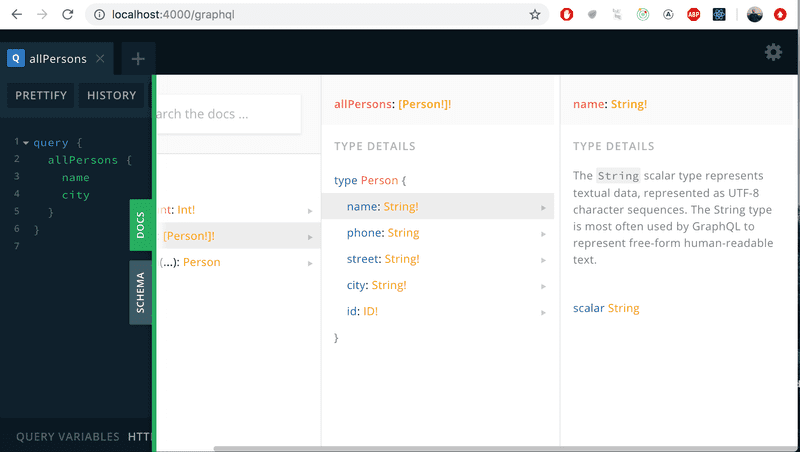 localhost:4000/graphql
ABP
Q allPersons × +
PRETTIFY HISTORY
1 query {
2 allPersons {
3 name
4 city
5 }
6 }
7
DOCS
SCHEMA
QUERY VARIABLES HTT
arch the docs ...
nt: Int!
[Person!]!
(...): Person
allPersons: [Person!]!
TYPE DETAILS
type Person {
name: String!
phone: String
street: String!
city: String!
id: ID!
}
name: String!
TYPE DETAILS
The String scalar type represents
textual data, represented as UTF-8
character sequences. The String type
is most often used by GraphQL to
represent free-form human-readable
text.
scalar String